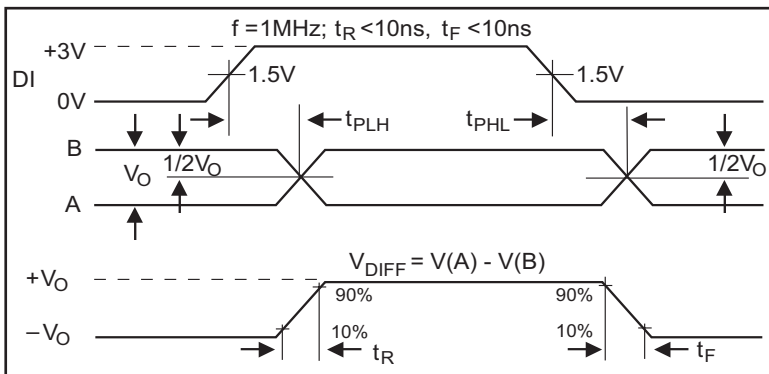 f = 1MHz; tR < 10ns, tF < 10ns
+3V
DI
1.5V
1.5V
0V
tPLH
tPHL
B
VO
1/2VO
1/2VO
A
VDIFF = V(A) - V(B)
+VO
90%
90%
–VO
10%
10%
tR
tF